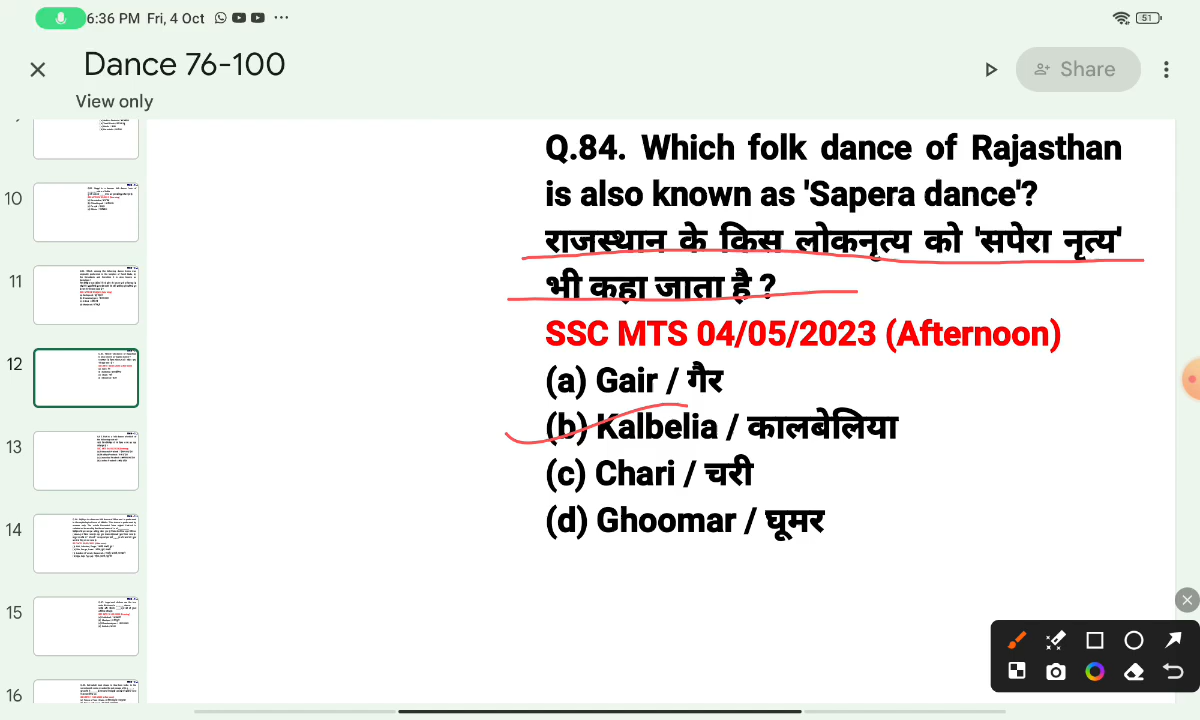 6:36 PM Fri, 4 Oct
51
Dance 76-100
Share
View only
Q.84. Which folk dance of Rajasthan
is also known as 'Sapera dance'?
राजस्थान के किस लोकनृत्य को 'सपेरा नृत्य'
भी कहा जाता है ?
SSC MTS 04/05/2023 (Afternoon)
(a) Gair / गैर
(b) Kalbelia / कालबेलिया
(c) Chari / चरी
(d) Ghoomar / घूमर
10
11
12
13
14
15
16